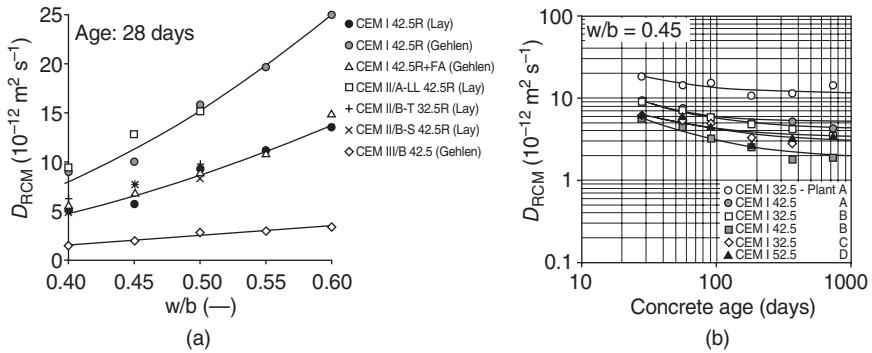 25
20
15
10
5
0
D_RCM (10⁻¹² m² s⁻¹)
Age: 28 days
CEM I 42.5R (Lay)
CEM I 42.5R (Gehlen)
CEM I 42.5R+FA (Gehlen)
CEM II/A-LL 42.5R (Lay)
CEM II/B-T 32.5R (Lay)
CEM II/B-S 42.5R (Lay)
CEM III/B 42.5 (Gehlen)
0.40 0.45 0.50 0.55 0.60
w/b (—)
(a)
100
10
1
0.1
D_RCM (10⁻¹² m² s⁻¹)
w/b = 0.45
CEM I 32.5 - Plant A
CEM I 42.5 A
CEM I 32.5 B
CEM I 42.5 B
CEM I 32.5 C
CEM I 52.5 D
10 100 1000
Concrete age (days)
(b)